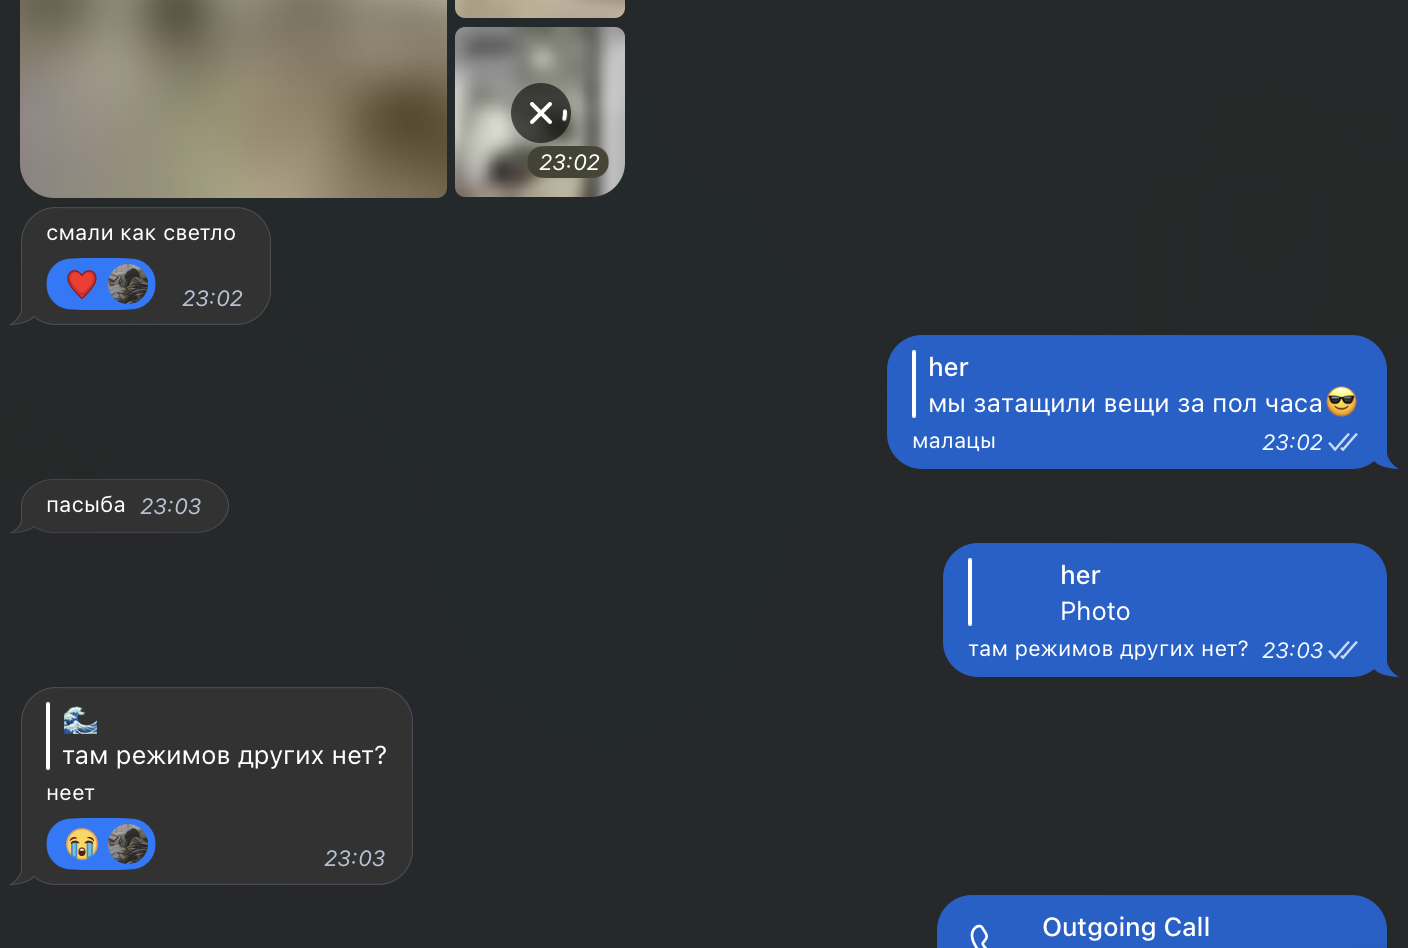 23:02
смали как светло
❤️ 23:02
her
мы затащили вещи за пол часа😎
малацы 23:02
пасыба 23:03
her
Photo
там режимов других нет? 23:03
🌊
там режимов других нет?
неет
😭 23:03
Outgoing Call